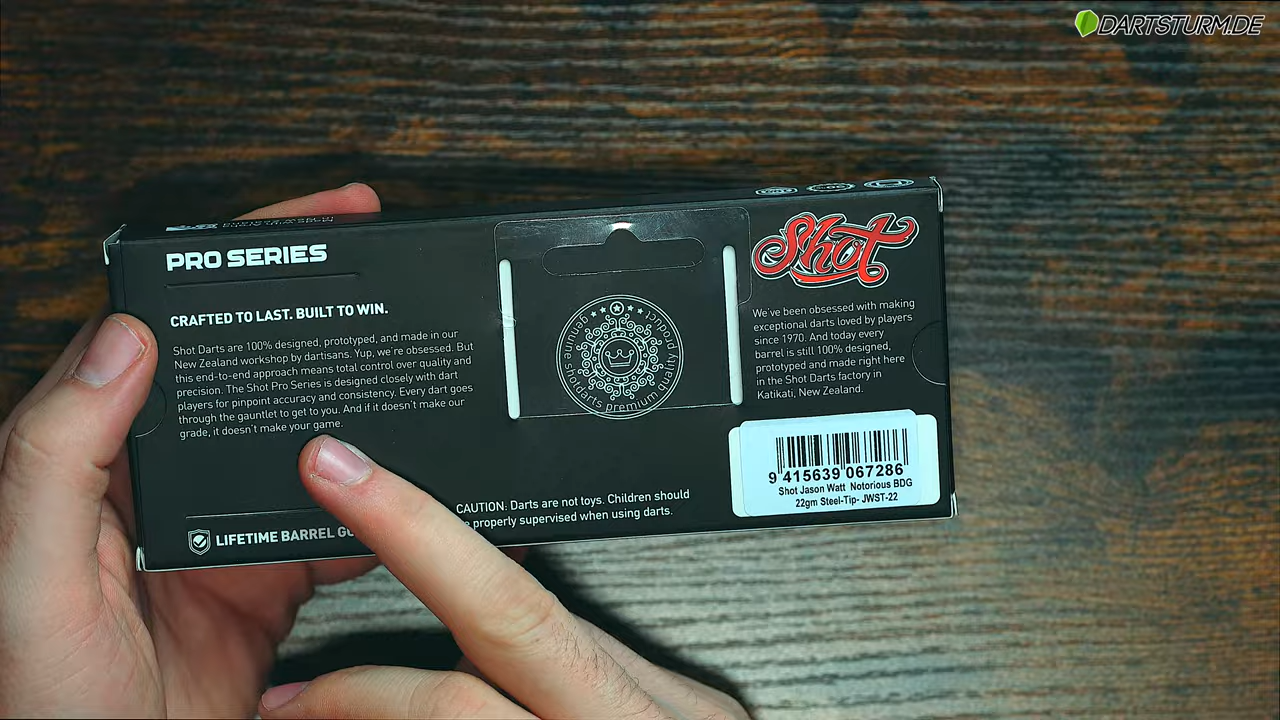 DARTSTURM.DE
PRO SERIES
CRAFTED TO LAST. BUILT TO WIN.
Shot Darts are 100% designed, prototyped, and made in our
New Zealand workshop by dartisans. Yup, we're obsessed. But
this end-to-end approach means total control over quality and
precision. The Shot Pro Series is designed closely with dart
players for pinpoint accuracy and consistency. Every dart goes
through the gauntlet to get to you. And if it doesn't make our
grade, it doesn't make your game.
LIFETIME BARREL
genuine shotdarts premium quality product
CAUTION: Darts are not toys. Children should
properly supervised when using darts.
Shot
We've been obsessed with making
exceptional darts loved by players
since 1970. And today every
barrel is still 100% designed,
prototyped and made right here
in the Shot Darts factory in
Katikati, New Zealand.
9 415639 067286
Shot Jason Watt Notorious BDG
22gm Steel-Tip- JWST-22